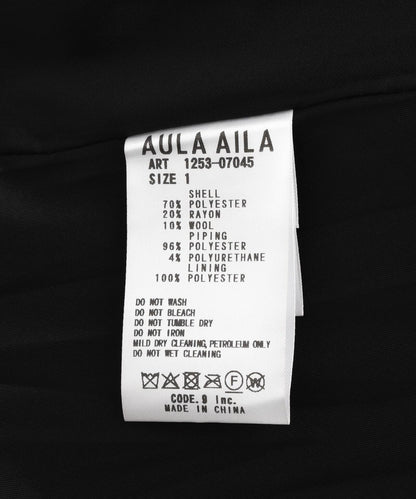 AULA AILA
ART 1253-07045
SIZE 1
SHELL
70% POLYESTER
20% RAYON
10% WOOL
PIPING
96% POLYESTER
4% POLYURETHANE
LINING
100% POLYESTER
DO NOT WASH
DO NOT BLEACH
DO NOT TUMBLE DRY
DO NOT IRON
MILD DRY CLEANING,PETROLEUM ONLY
DO NOT WET CLEANING
F W
CODE.9 Inc.
MADE IN CHINA